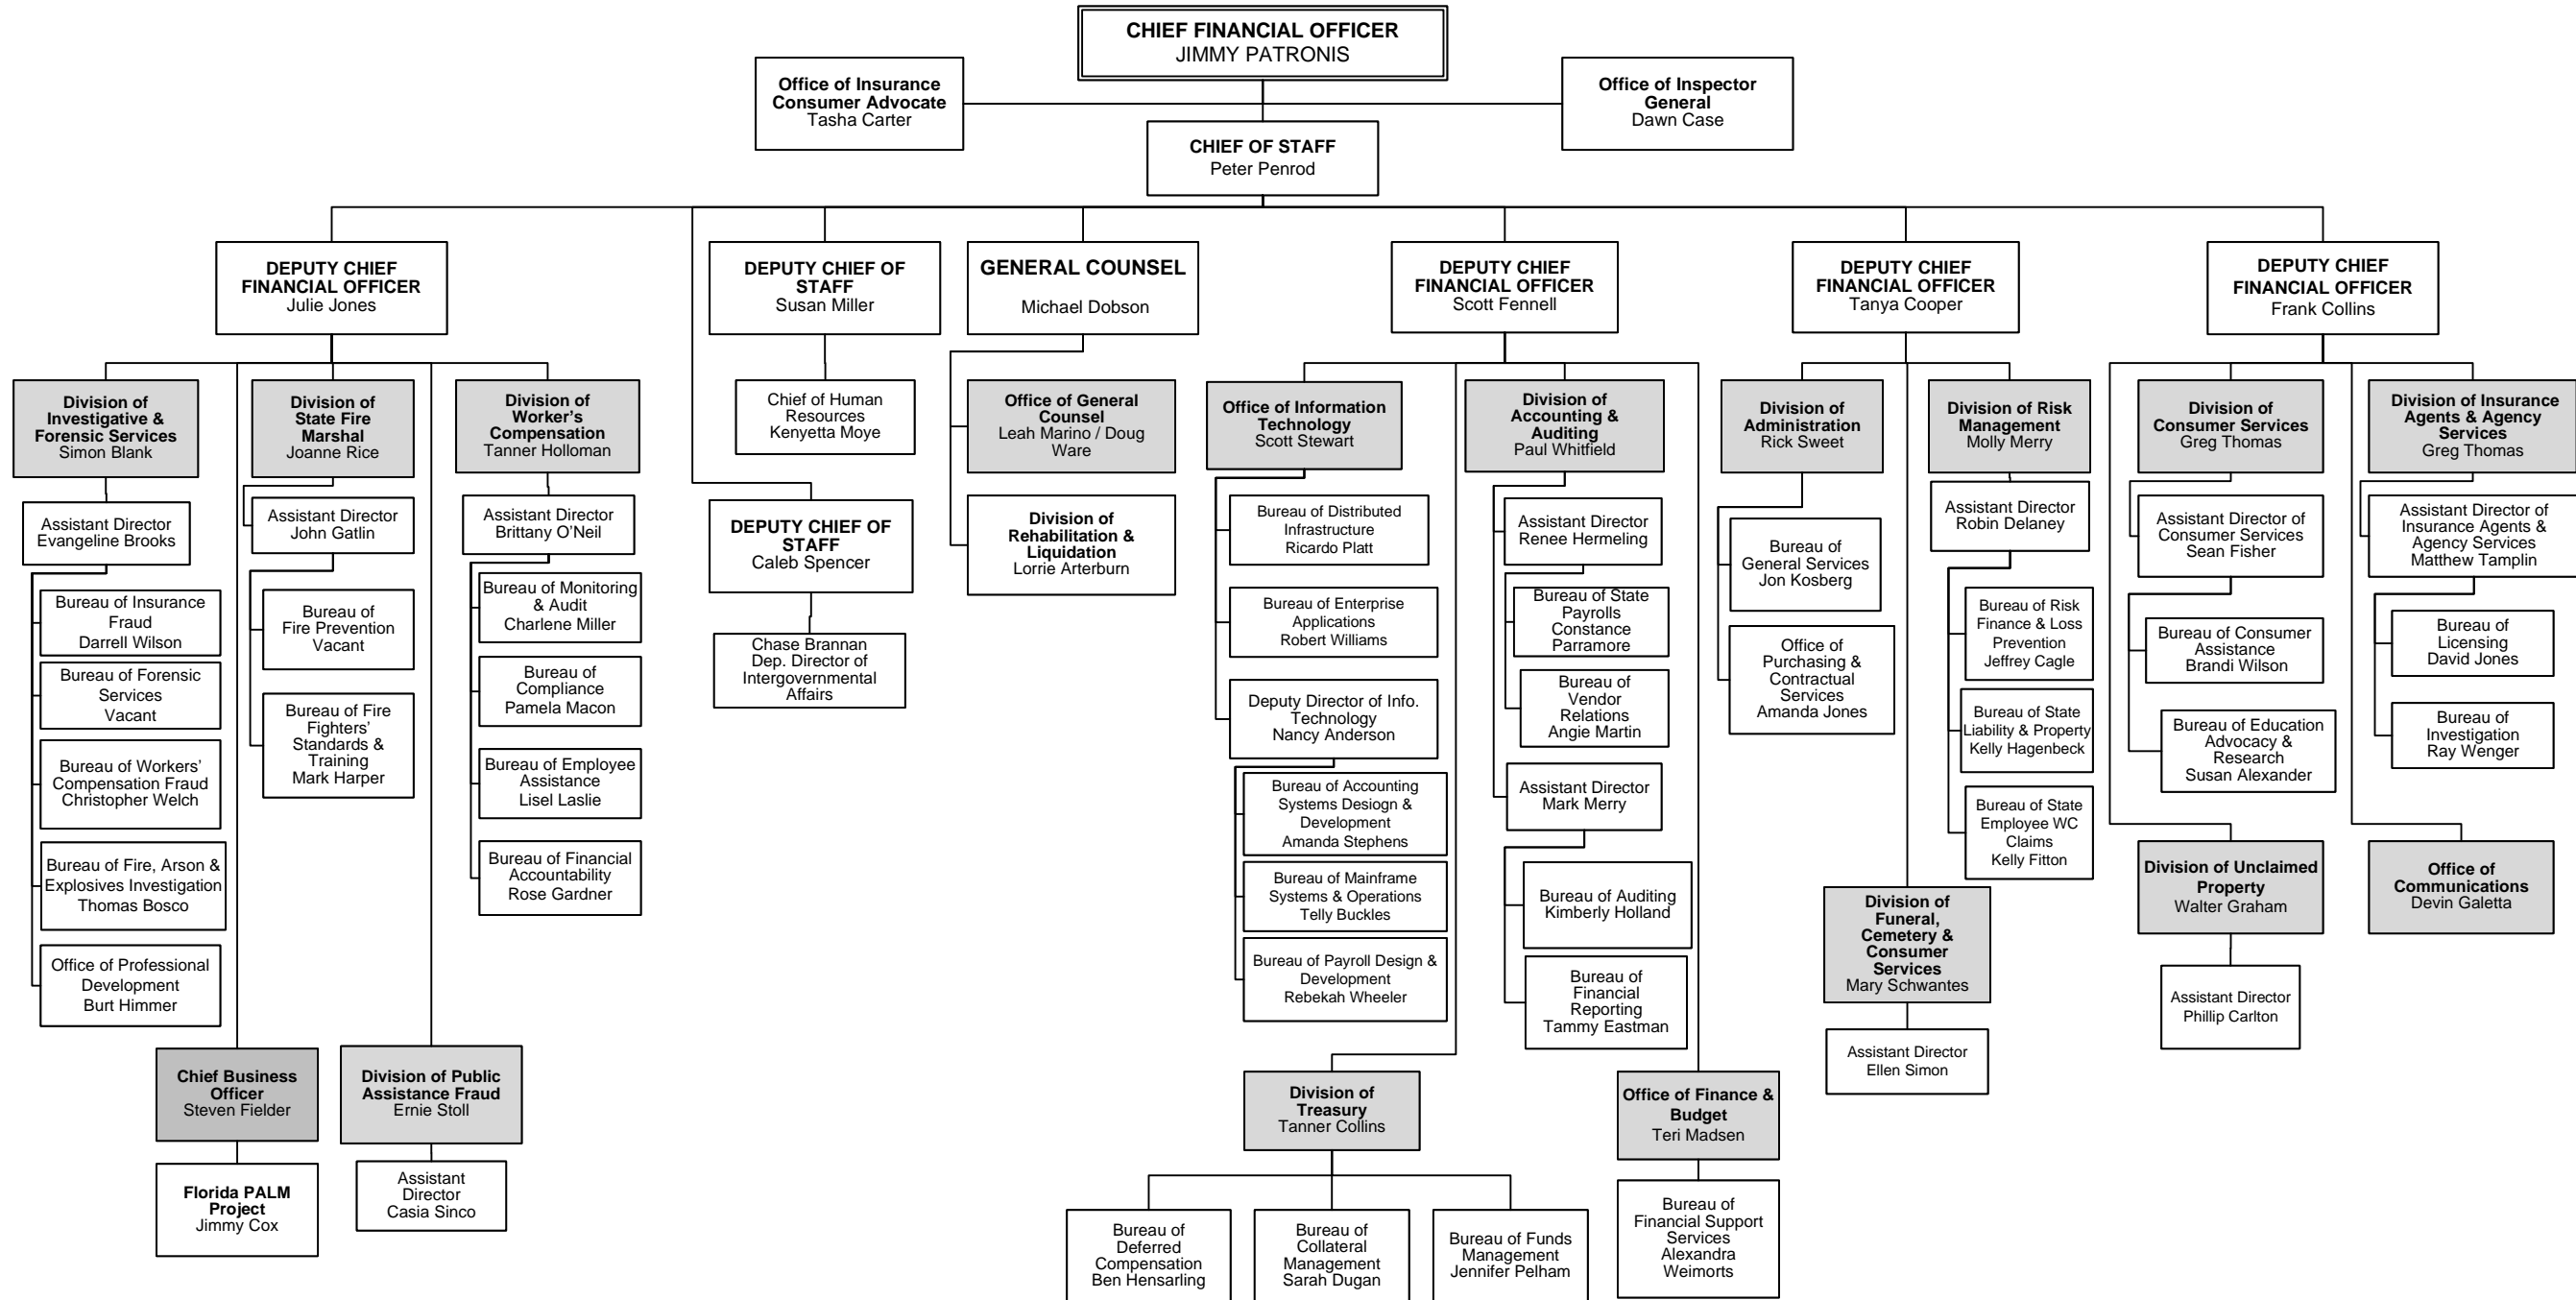 CHIEF FINANCIAL OFFICER
JIMMY PATRONIS
Office of Insurance
Consumer Advocate
Tasha Carter
Office of Inspector
General
Dawn Case
CHIEF OF STAFF
Peter Penrod
DEPUTY CHIEF
FINANCIAL OFFICER
Julie Jones
DEPUTY CHIEF OF
STAFF
Susan Miller
GENERAL COUNSEL
Michael Dobson
DEPUTY CHIEF
FINANCIAL OFFICER
Scott Fennell
DEPUTY CHIEF
FINANCIAL OFFICER
Tanya Cooper
DEPUTY CHIEF
FINANCIAL OFFICER
Frank Collins
Division of
Investigative &
Forensic Services
Simon Blank
Assistant Director
Evangeline Brooks
Bureau of Insurance
Fraud
Darrell Wilson
Bureau of Forensic
Services
Vacant
Bureau of Workers'
Compensation Fraud
Christopher Welch
Bureau of Fire, Arson &
Explosives Investigation
Thomas Bosco
Office of Professional
Development
Burt Himmer
Division of
State Fire
Marshal
Joanne Rice
Assistant Director
John Gatlin
Bureau of
Fire Prevention
Vacant
Bureau of Fire
Fighters'
Standards &
Training
Mark Harper
Division of
Worker's
Compensation
Tanner Holloman
Assistant Director
Brittany O'Neil
Bureau of Monitoring
& Audit
Charlene Miller
Bureau of
Compliance
Pamela Macon
Bureau of Employee
Assistance
Lisel Laslie
Bureau of Financial
Accountability
Rose Gardner
Chief Business
Officer
Steven Fielder
Florida PALM
Project
Jimmy Cox
Division of Public
Assistance Fraud
Ernie Stoll
Assistant
Director
Casia Sinco
Chief of Human
Resources
Kenyetta Moye
DEPUTY CHIEF OF
STAFF
Caleb Spencer
Chase Brannan
Dep. Director of
Intergovernmental
Affairs
Office of General
Counsel
Leah Marino / Doug
Ware
Division of
Rehabilitation &
Liquidation
Lorrie Arterburn
Office of Information
Technology
Scott Stewart
Bureau of Distributed
Infrastructure
Ricardo Platt
Bureau of Enterprise
Applications
Robert Williams
Deputy Director of Info.
Technology
Nancy Anderson
Bureau of Accounting
Systems Desiogn &
Development
Amanda Stephens
Bureau of Mainframe
Systems & Operations
Telly Buckles
Bureau of Payroll Design &
Development
Rebekah Wheeler
Division of
Accounting &
Auditing
Paul Whitfield
Assistant Director
Renee Hermeling
Bureau of State
Payrolls
Constance
Parramore
Bureau of
Vendor
Relations
Angie Martin
Assistant Director
Mark Merry
Bureau of Auditing
Kimberly Holland
Bureau of
Financial
Reporting
Tammy Eastman
Division of
Treasury
Tanner Collins
Bureau of
Deferred
Compensation
Ben Hensarling
Bureau of
Collateral
Management
Sarah Dugan
Bureau of Funds
Management
Jennifer Pelham
Office of Finance &
Budget
Teri Madsen
Bureau of
Financial Support
Services
Alexandra
Weimorts
Division of
Administration
Rick Sweet
Bureau of
General Services
Jon Kosberg
Office of
Purchasing &
Contractual
Services
Amanda Jones
Division of Risk
Management
Molly Merry
Assistant Director
Robin Delaney
Bureau of Risk
Finance & Loss
Prevention
Jeffrey Cagle
Bureau of State
Liability & Property
Kelly Hagenbeck
Bureau of State
Employee WC
Claims
Kelly Fitton
Division of
Funeral,
Cemetery &
Consumer
Services
Mary Schwantes
Assistant Director
Ellen Simon
Division of
Consumer Services
Greg Thomas
Assistant Director of
Consumer Services
Sean Fisher
Bureau of Consumer
Assistance
Brandi Wilson
Bureau of Education
Advocacy &
Research
Susan Alexander
Division of Insurance
Agents & Agency
Services
Greg Thomas
Assistant Director of
Insurance Agents &
Agency Services
Matthew Tamplin
Bureau of
Licensing
David Jones
Bureau of
Investigation
Ray Wenger
Division of Unclaimed
Property
Walter Graham
Assistant Director
Phillip Carlton
Office of
Communications
Devin Galetta